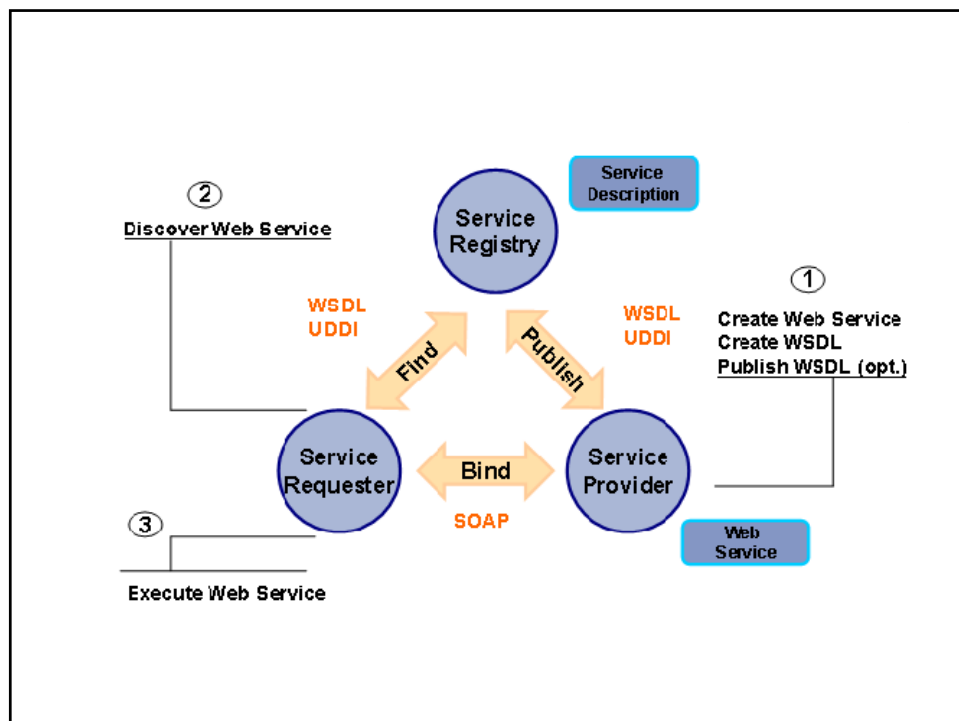 Service
Description
2
Discover Web Service
Service
Registry
1
WSDL
UDDI
WSDL
UDDI
Create Web Service
Create WSDL
Publish WSDL (opt.)
Find
Publish
Service
Requester
Bind
Service
Provider
SOAP
3
Web
Service
Execute Web Service